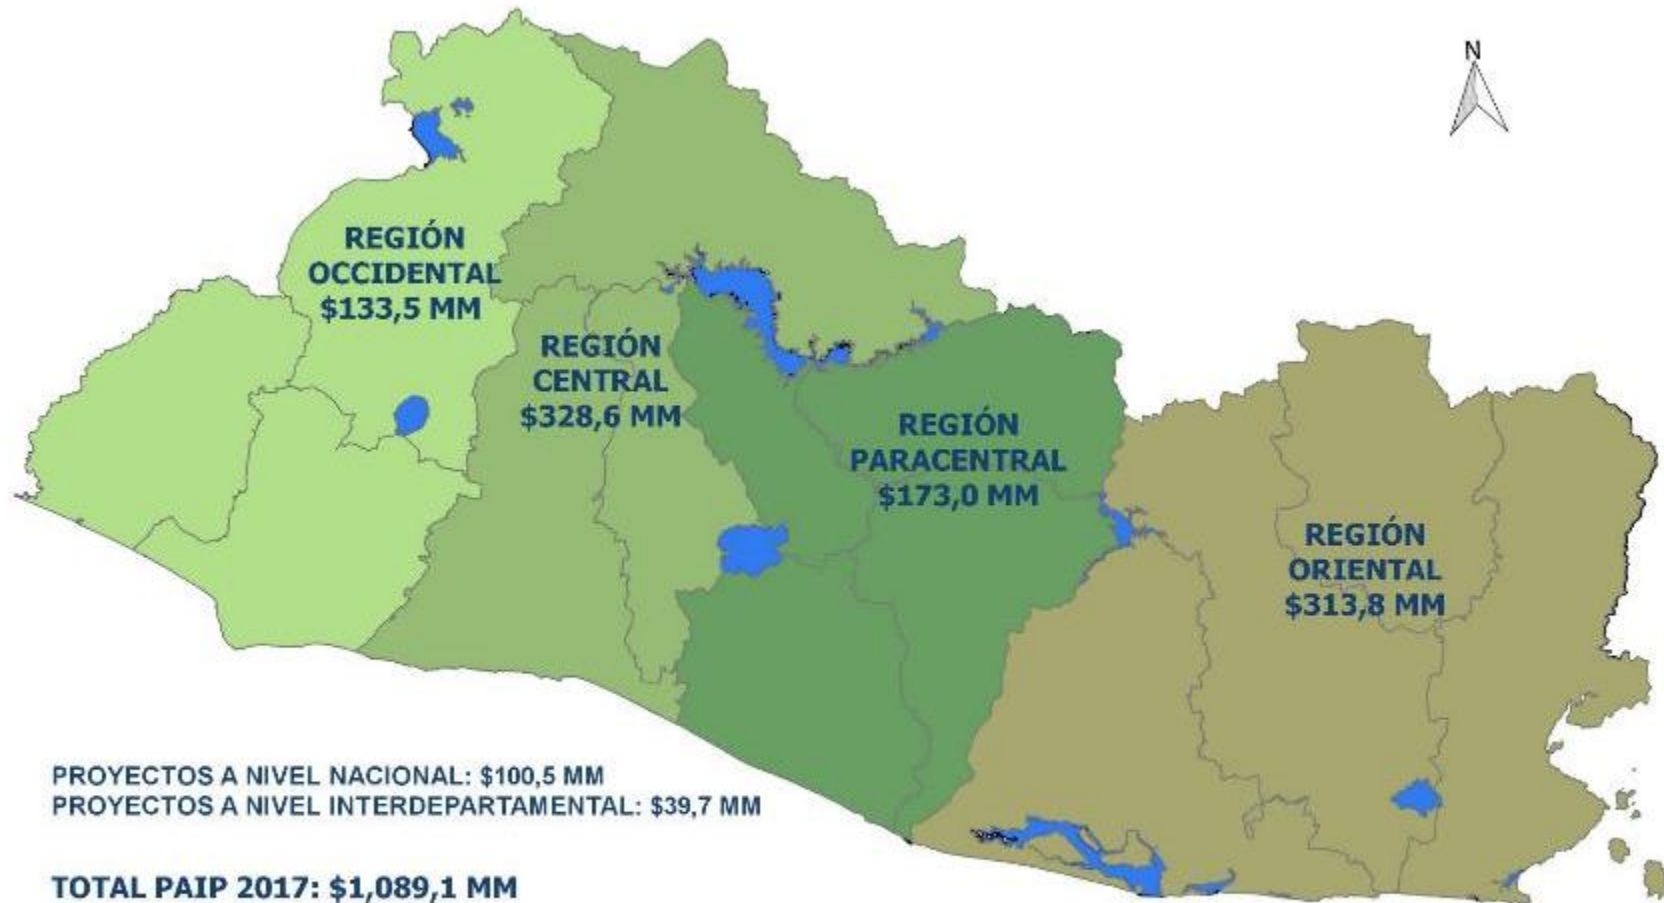 N
REGIÓN
OCCIDENTAL
$133,5 MM
REGIÓN
CENTRAL
$328,6 MM
REGIÓN
PARACENTRAL
$173,0 MM
REGIÓN
ORIENTAL
$313,8 MM
PROYECTOS A NIVEL NACIONAL: $100,5 MM
PROYECTOS A NIVEL INTERDEPARTAMENTAL: $39,7 MM
TOTAL PAIP 2017: $1,089,1 MM